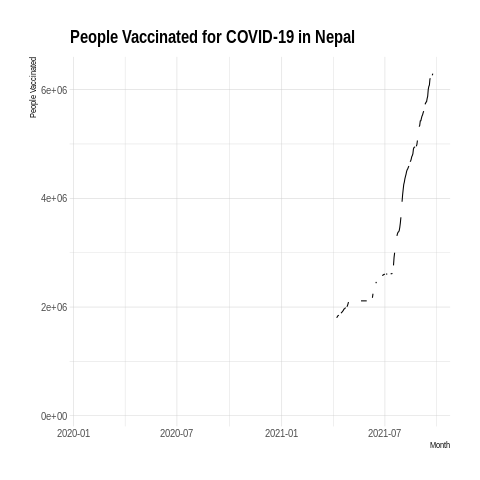 People Vaccinated for COVID-19 in Nepal
People Vaccinated
6e+06
4e+06
2e+06
0e+00
2020-01 2020-07 2021-01 2021-07
Month